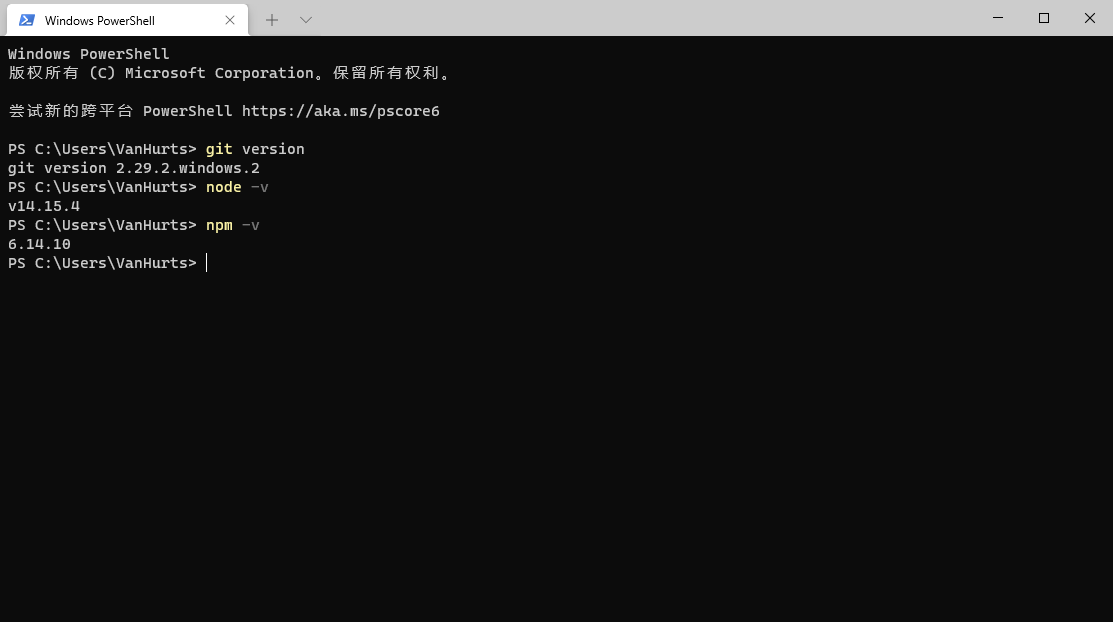 Windows PowerShell
Windows PowerShell
版权所有 (C) Microsoft Corporation。保留所有权利。
尝试新的跨平台 PowerShell https://aka.ms/pscore6
PS C:\Users\VanHurts> git version
git version 2.29.2.windows.2
PS C:\Users\VanHurts> node -v
v14.15.4
PS C:\Users\VanHurts> npm -v
6.14.10
PS C:\Users\VanHurts>